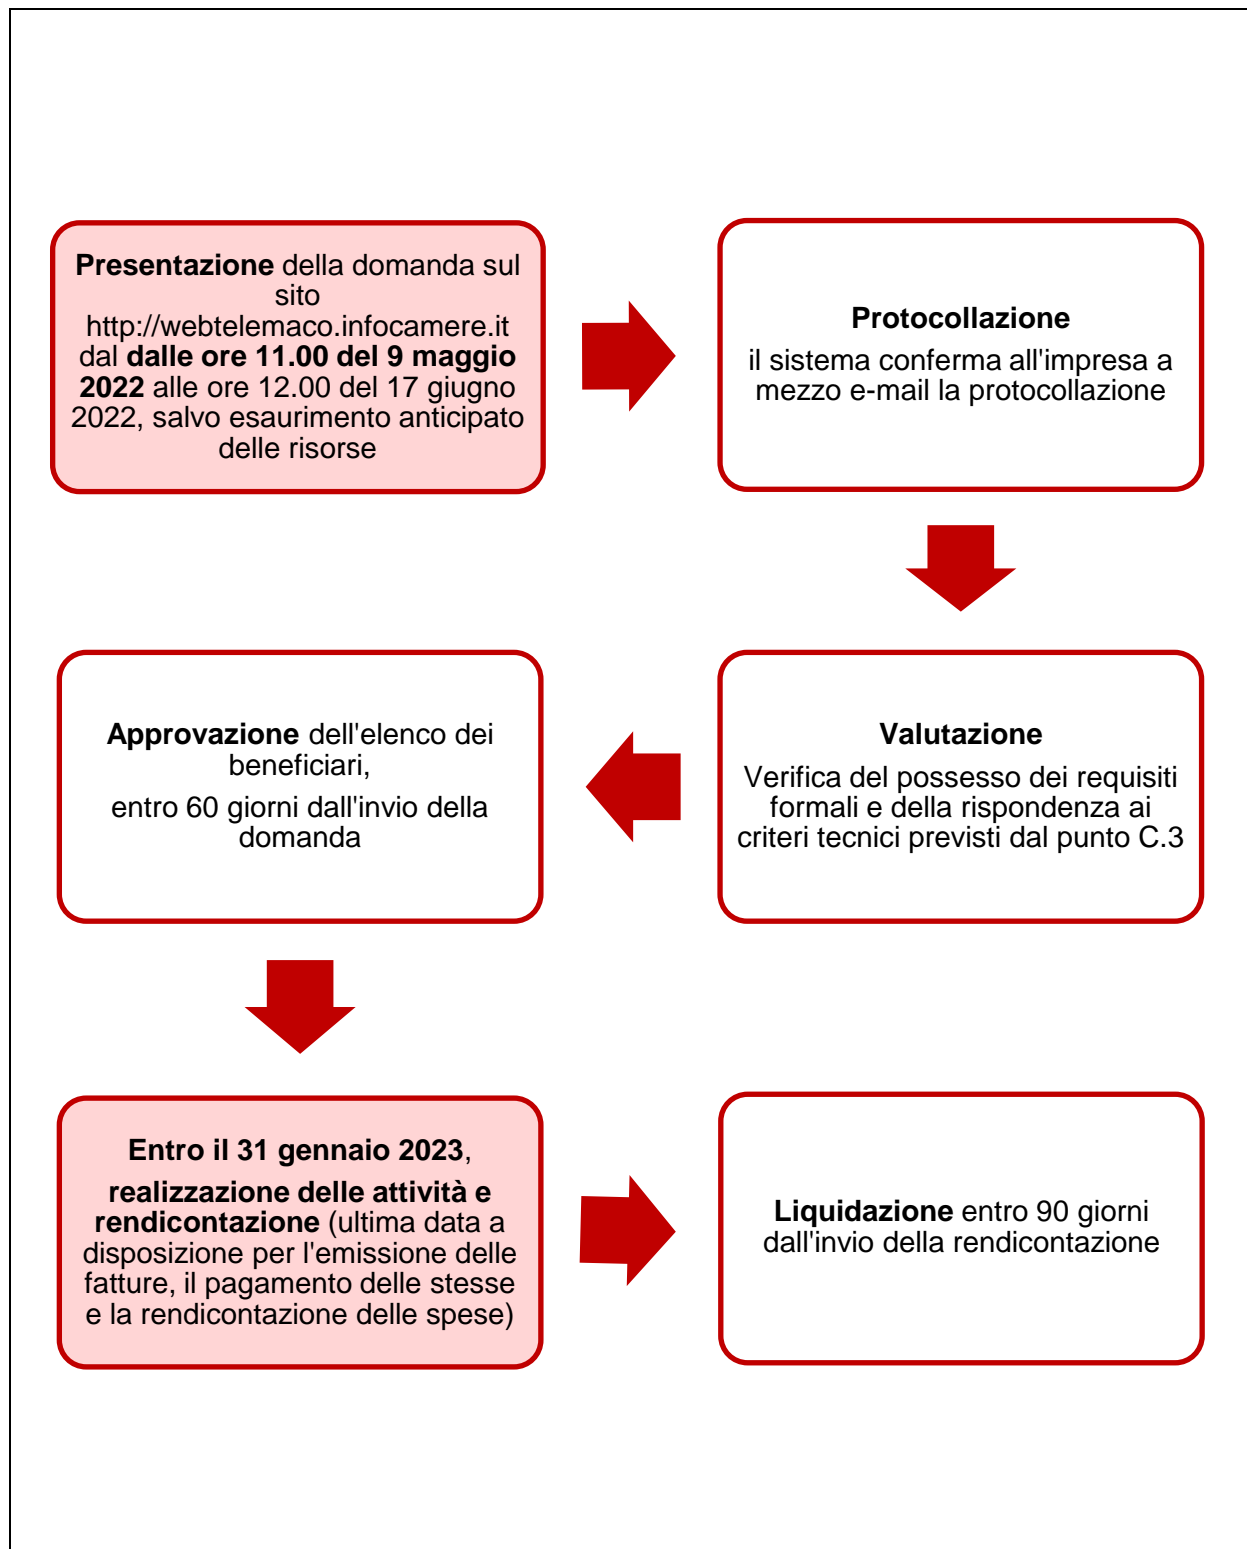 Presentazione della domanda sul
sito
http://webtelemaco.infocamere.it
dal dalle ore 11.00 del 9 maggio
2022 alle ore 12.00 del 17 giugno
2022, salvo esaurimento anticipato
delle risorse
Protocollazione
il sistema conferma all'impresa a
mezzo e-mail la protocollazione
Valutazione
Verifica del possesso dei requisiti
formali e della rispondenza ai
criteri tecnici previsti dal punto C.3
Approvazione dell'elenco dei
beneficiari,
entro 60 giorni dall'invio della
domanda
Entro il 31 gennaio 2023,
realizzazione delle attività e
rendicontazione (ultima data a
disposizione per l'emissione delle
fatture, il pagamento delle stesse
e la rendicontazione delle spese)
Liquidazione entro 90 giorni
dall'invio della rendicontazione